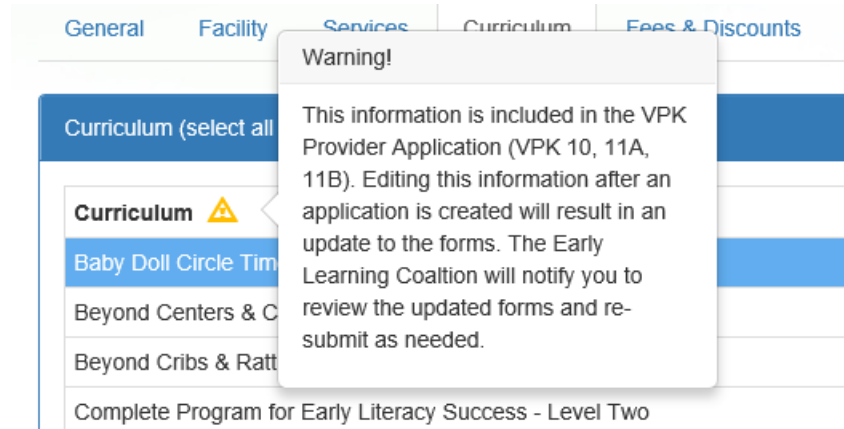 General Facility Services Curriculum Fees & Discounts
Warning!
This information is included in the VPK
Provider Application (VPK 10, 11A,
11B). Editing this information after an
application is created will result in an
update to the forms. The Early
Learning Coaltion will notify you to
review the updated forms and re-
submit as needed.
Curriculum (select all
Curriculum
Baby Doll Circle Tim
Beyond Centers & C
Beyond Cribs & Ratt
Complete Program for Early Literacy Success - Level Two